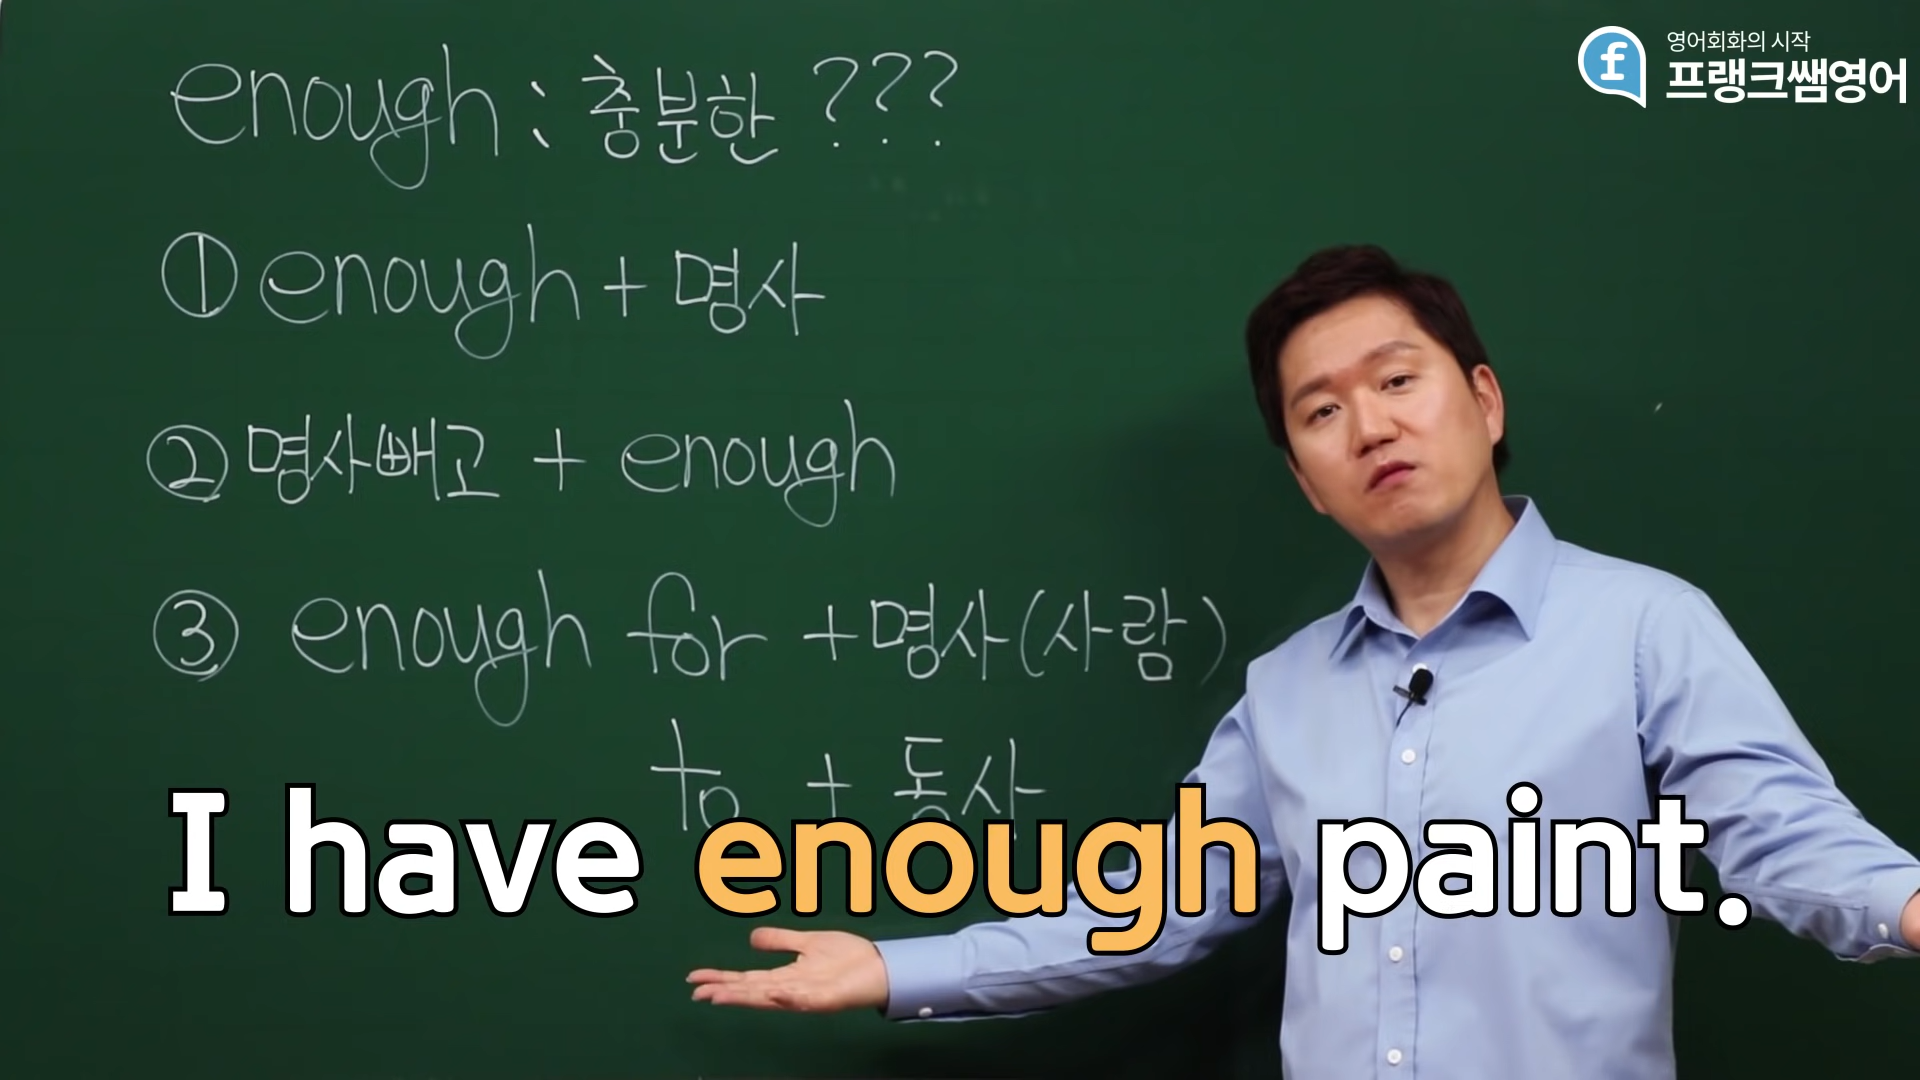 영어회화의 시작
프랭크쌤영어
enough : 충분한 ???
① enough + 명사
② 명사빼고 + enough
③ enough for + 명사(사람)
to + 동사
I have enough paint.